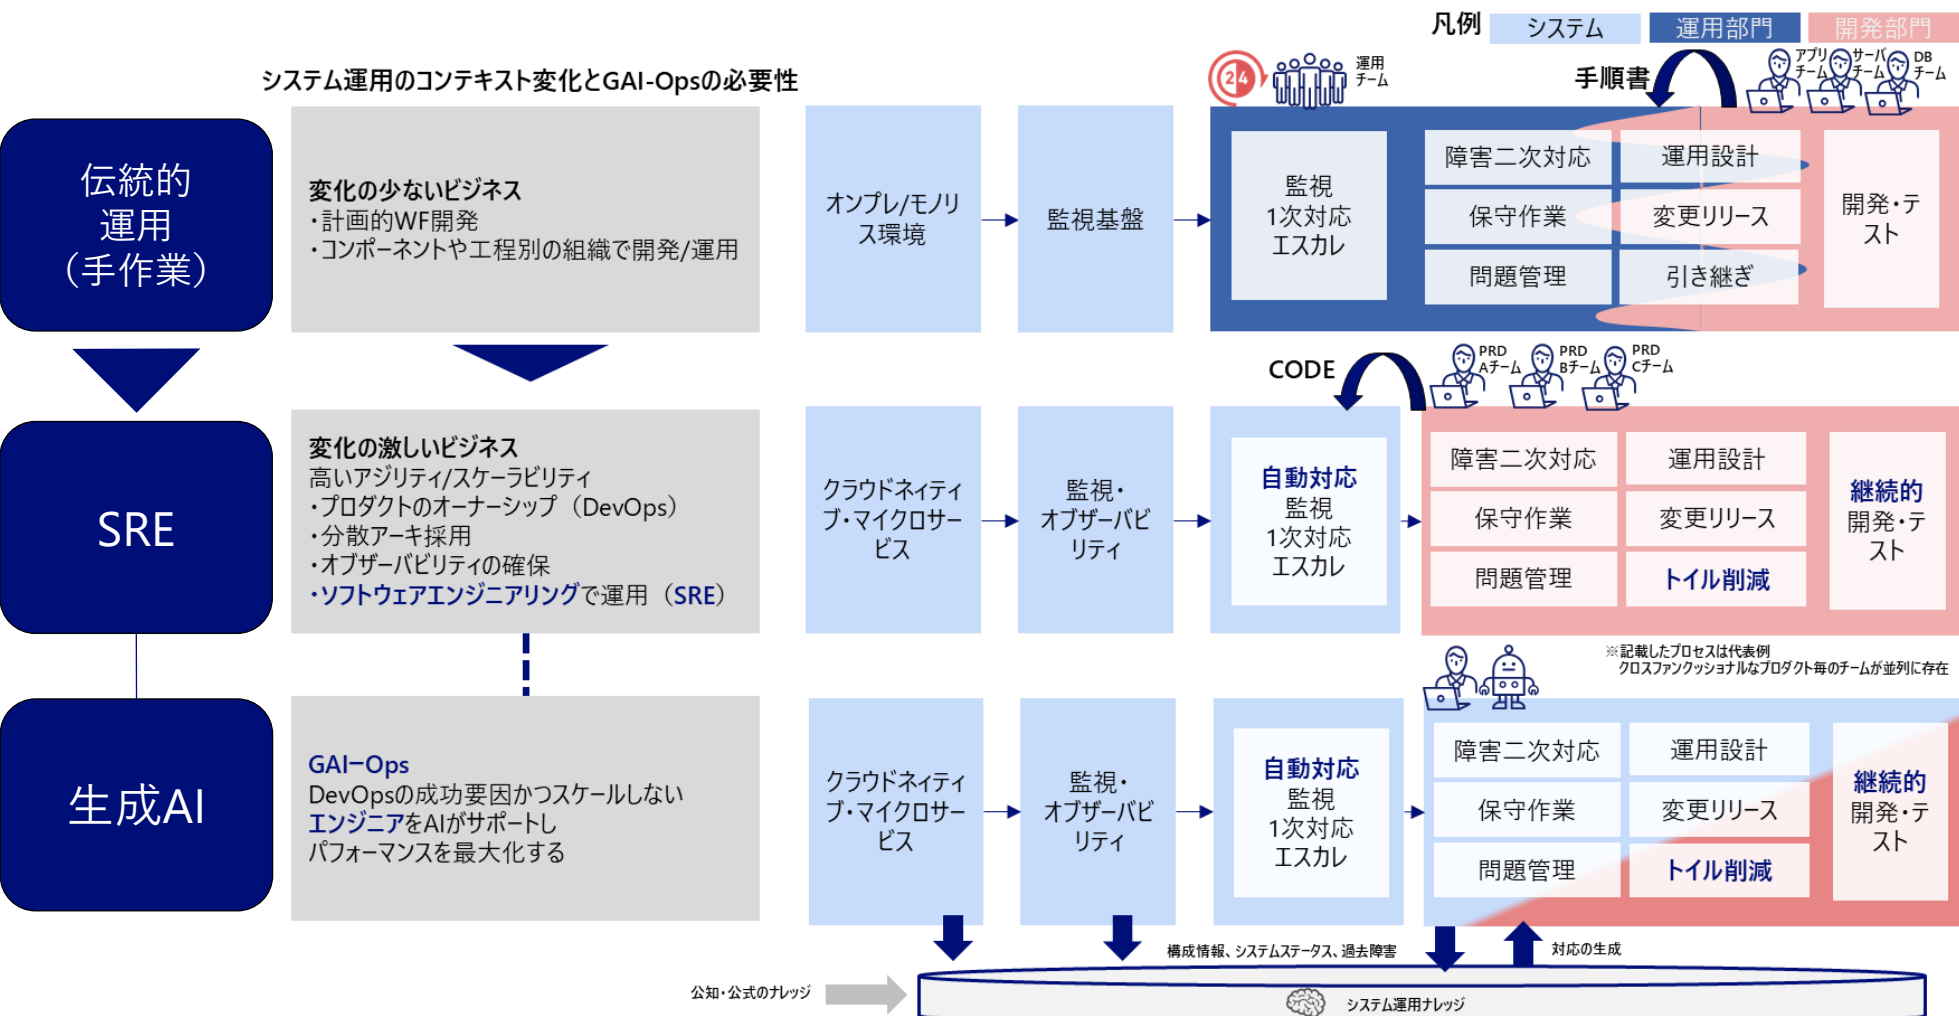 凡例
システム
運用部門
開発部門
システム運用のコンテキスト変化とGAI-Opsの必要性
24
運用
チーム
手順書
アプリ
チーム
サーバ
チーム
DB
チーム
伝統的
運用
（手作業）
変化の少ないビジネス
・計画的WF開発
・コンポーネントや工程別の組織で開発/運用
オンプレ/モノリ
ス環境
監視基盤
監視
1次対応
エスカレ
障害二次対応
運用設計
保守作業
変更リリース
問題管理
引き継ぎ
開発・テ
スト
CODE
PRD
Aチーム
PRD
Bチーム
PRD
Cチーム
SRE
変化の激しいビジネス
高いアジリティ/スケーラビリティ
・プロダクトのオーナーシップ（DevOps）
・分散アーキ採用
・オブザーバビリティの確保
・ソフトウェアエンジニアリングで運用（SRE）
クラウドネィティ
ブ・マイクロサー
ビス
監視・
オブザーバビ
リティ
自動対応
監視
1次対応
エスカレ
障害二次対応
運用設計
保守作業
変更リリース
問題管理
トイル削減
継続的
開発・テ
スト
※記載したプロセスは代表例
クロスファンクッショナルなプロダクト毎のチームが並列に存在
生成AI
GAIーOps
DevOpsの成功要因かつスケールしない
エンジニアをAIがサポートし
パフォーマンスを最大化する
クラウドネィティ
ブ・マイクロサー
ビス
監視・
オブザーバビ
リティ
自動対応
監視
1次対応
エスカレ
障害二次対応
運用設計
保守作業
変更リリース
問題管理
トイル削減
継続的
開発・テ
スト
構成情報、システムステータス、過去障害
対応の生成
公知・公式のナレッジ
システム運用ナレッジ